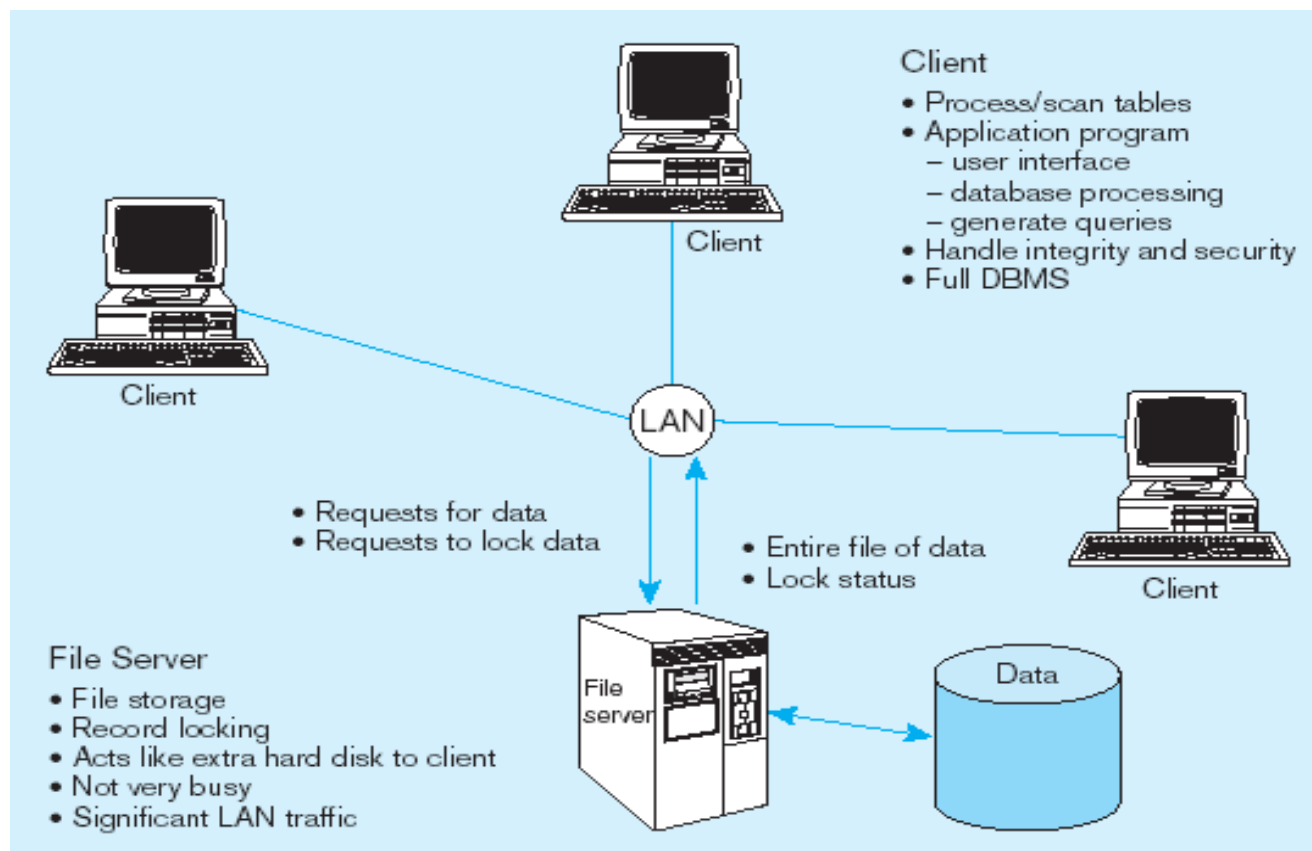 Client
• Process/scan tables
• Application program
– user interface
– database processing
– generate queries
• Handle integrity and security
• Full DBMS
Client
Client
LAN
• Requests for data
• Requests to lock data
• Entire file of data
• Lock status
Client
File Server
• File storage
• Record locking
• Acts like extra hard disk to client
• Not very busy
• Significant LAN traffic
File
server
Data